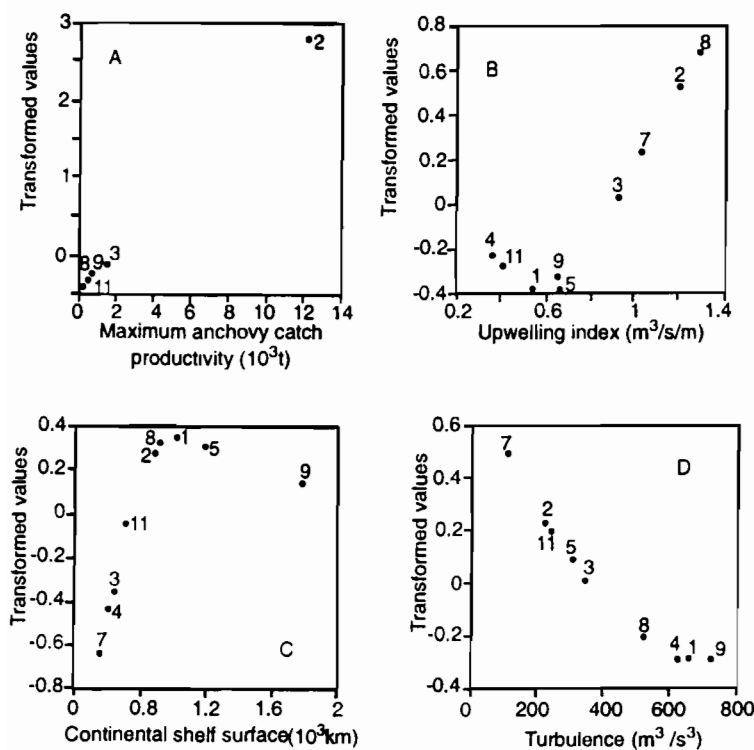 Transformed values
3
2
1
0
A
2
8 9 3
11
0 2 4 6 8 10 12 14
Maximum anchovy catch
productivity (10³t)
Transformed values
0.8
0.6
0.4
0.2
0
-0.2
-0.4
B
8
2
7
3
4
11
1
9
5
0.2 0.6 1 1.4
Upwelling index (m³/s/m)
Transformed values
0.4
0.2
0
-0.2
-0.4
-0.6
-0.8
8 1
2 5
9
11
3
4
7
C
0 0.8 1.2 1.6 2
Continental shelf surface(10³km)
Transformed values
0.6
0.4
0.2
0
-0.2
-0.4
7
D
2
11
5
3
8
4 1 9
0 200 400 600 800
Turbulence (m³ /s³)